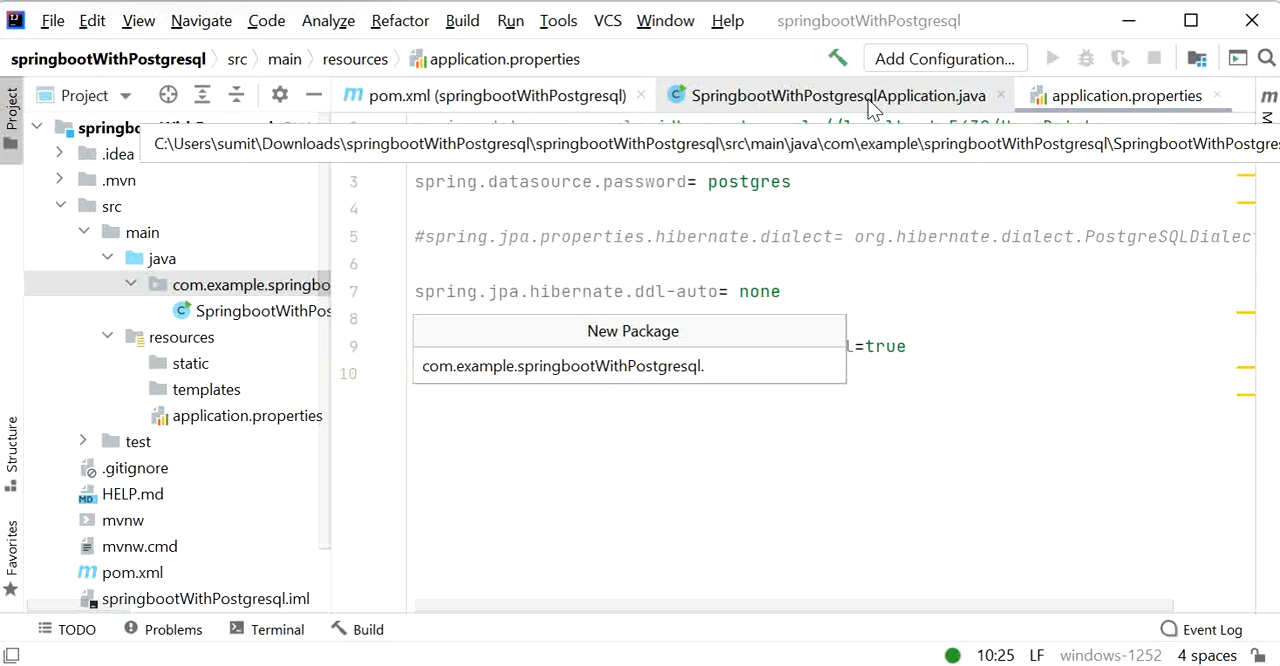 File Edit View Navigate Code Analyze Refactor Build Run Tools VCS Window Help springbootWithPostgresql
springbootWithPostgresql src main resources application.properties Add Configuration...
Project pom.xml (springbootWithPostgresql) SpringbootWithPostgresqlApplication.java application.properties
C:\Users\sumit\Downloads\springbootWithPostgresql\springbootWithPostgresql\src\main\java\com\example\springbootWithPostgresql\SpringbootWithPostgres
Project
Structure
Favorites
.idea
.mvn
src
main
java
com.example.springbo
SpringbootWithPos
resources
static
templates
application.properties
test
.gitignore
HELP.md
mvnw
mvnw.cmd
pom.xml
springbootWithPostgresql.iml
3 spring.datasource.password= postgres
4
5 #spring.jpa.properties.hibernate.dialect= org.hibernate.dialect.PostgreSQLDialec
6
7 spring.jpa.hibernate.ddl-auto= none
8
9 l=true
10
New Package
com.example.springbootWithPostgresql.
TODO Problems Terminal Build Event Log
10:25 LF windows-1252 4 spaces